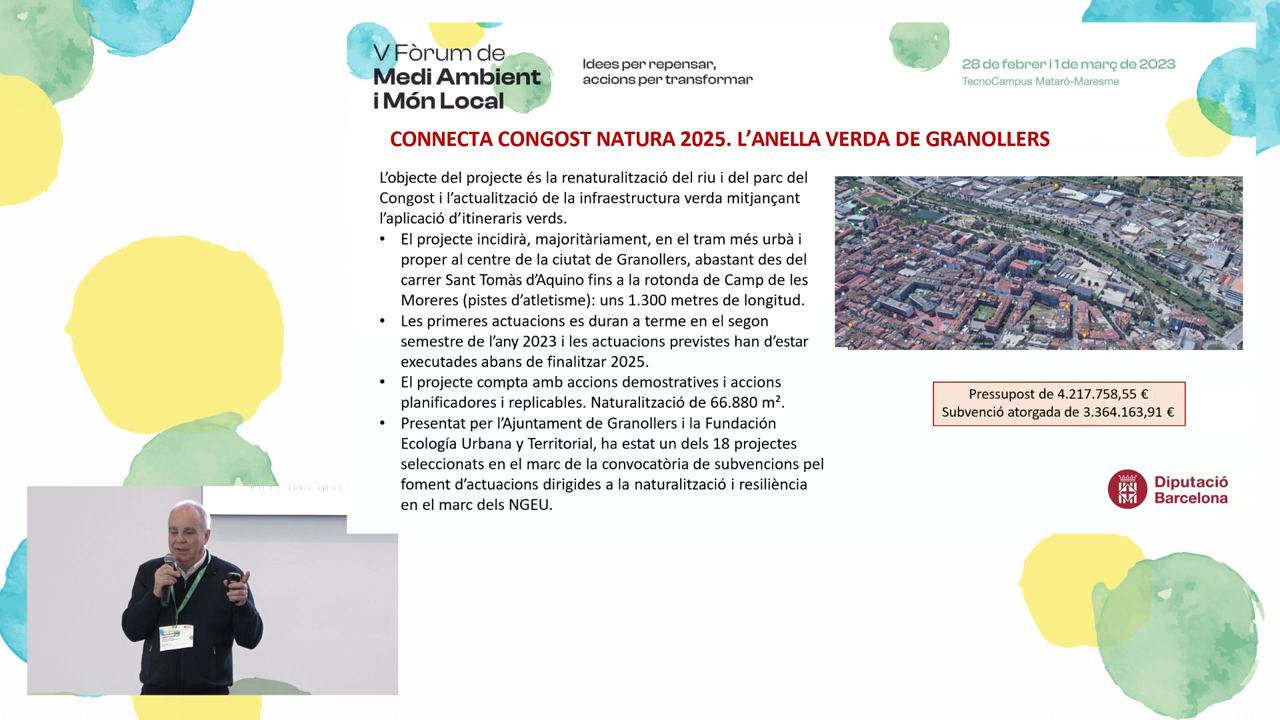 V Fòrum de
Medi Ambient
i Món Local
Idees per repensar,
accions per transformar
28 de febrer i 1 de març de 2023
TecnoCampus Mataró-Maresme
CONNECTA CONGOST NATURA 2025. L’ANELLA VERDA DE GRANOLLERS
L’objecte del projecte és la renaturalització del riu i del parc del
Congost i l’actualització de la infraestructura verda mitjançant
l’aplicació d’itineraris verds.
• El projecte incidirà, majoritàriament, en el tram més urbà i
proper al centre de la ciutat de Granollers, abastant des del
carrer Sant Tomàs d’Aquino fins a la rotonda de Camp de les
Moreres (pistes d’atletisme): uns 1.300 metres de longitud.
• Les primeres actuacions es duran a terme en el segon
semestre de l’any 2023 i les actuacions previstes han d’estar
executades abans de finalitzar 2025.
• El projecte compta amb accions demostratives i accions
planificadores i replicables. Naturalització de 66.880 m².
• Presentat per l’Ajuntament de Granollers i la Fundación
Ecología Urbana y Territorial, ha estat un dels 18 projectes
seleccionats en el marc de la convocatòria de subvencions pel
foment d’actuacions dirigides a la naturalització i resiliència
en el marc dels NGEU.
Pressupost de 4.217.758,55 €
Subvenció atorgada de 3.364.163,91 €
Diputació
Barcelona